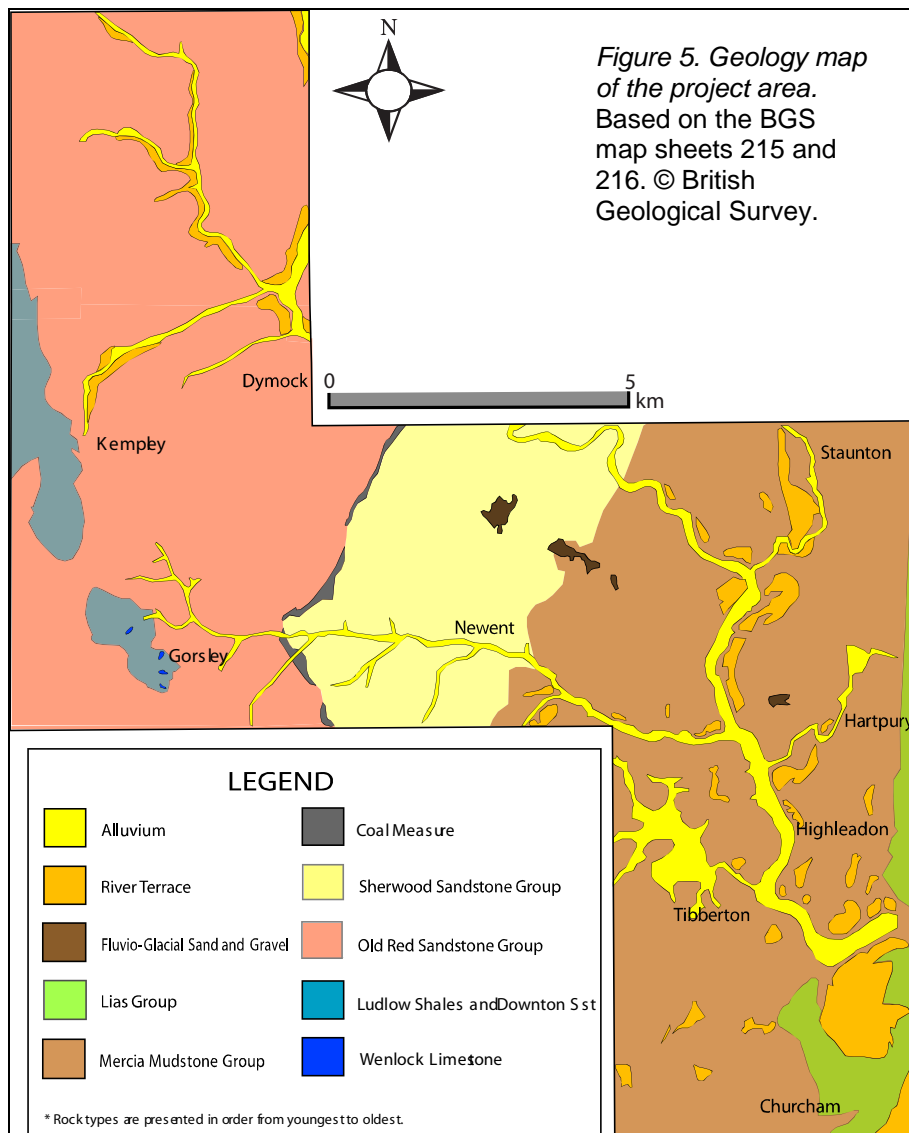 N
Figure 5. Geology map
of the project area.
Based on the BGS
map sheets 215 and
216. © British
Geological Survey.
0
5
km
Dymock
Kempley
Staunton
Newent
Gorsley
Hartpury
Highleadon
Tibberton
Churcham
LEGEND
Alluvium
River Terrace
Fluvio-Glacial Sand and Gravel
Lias Group
Mercia Mudstone Group
Coal Measure
Sherwood Sandstone Group
Old Red Sandstone Group
Ludlow Shales and Downton Sst
Wenlock Limestone
* Rock types are presented in order from youngest to oldest.